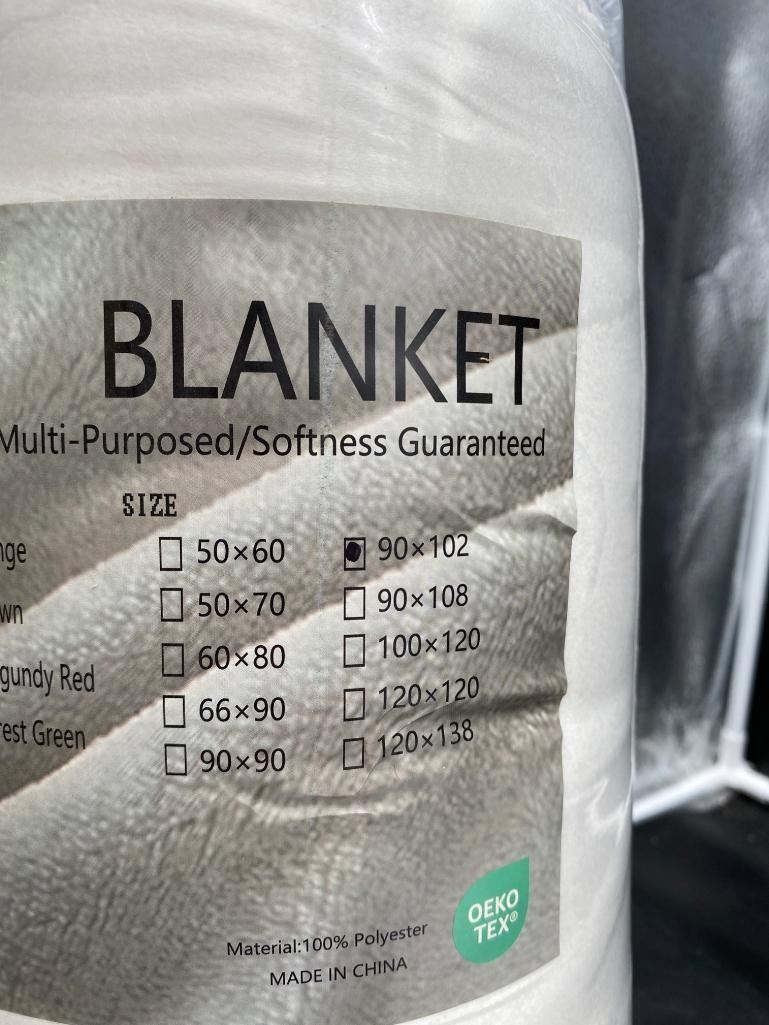 BLANKET
Multi-Purposed/Softness Guaranteed
SIZE
50×60 90×102
50×70 90×108
gundy Red 60×80 100×120
rest Green 66×90 120×120
90×90 120×138
OEKO
TEX®
Material:100% Polyester
MADE IN CHINA